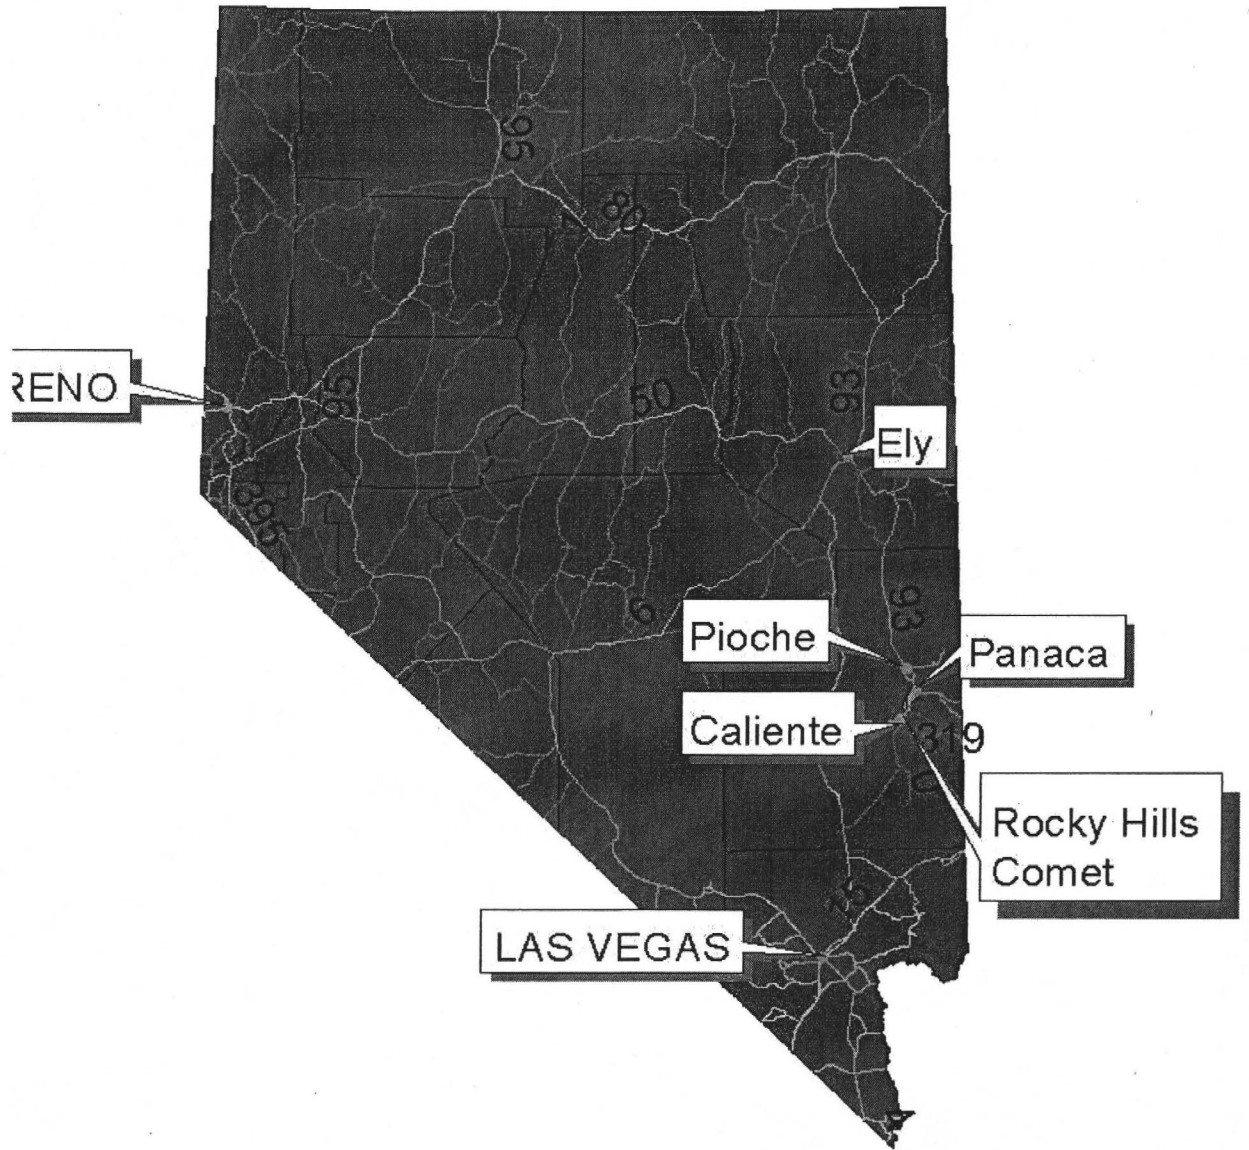 95
80
RENO
95
50
93
Ely
395
6
93
Pioche
Panaca
Caliente
319
Rocky Hills
Comet
15
LAS VEGAS